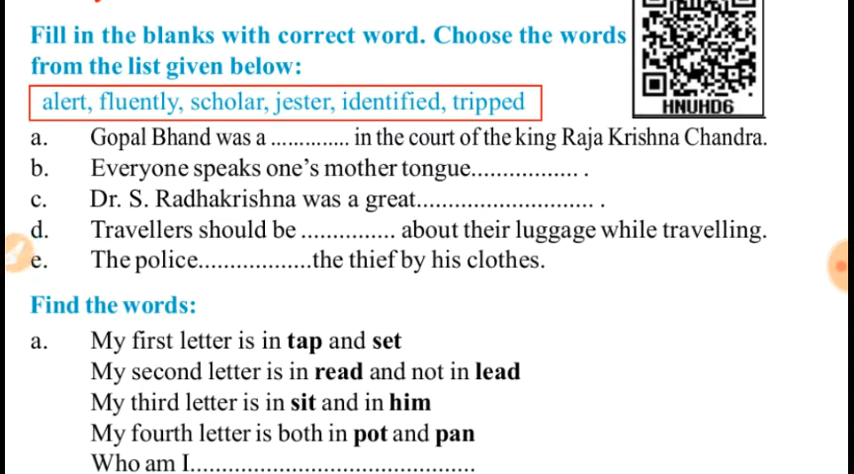 Fill in the blanks with correct word. Choose the words
from the list given below:
alert, fluently, scholar, jester, identified, tripped
HNUHD6
a. Gopal Bhand was a .............. in the court of the king Raja Krishna Chandra.
b. Everyone speaks one's mother tongue................. .
c. Dr. S. Radhakrishna was a great............................ .
d. Travellers should be ............... about their luggage while travelling.
e. The police..................the thief by his clothes.
Find the words:
a. My first letter is in tap and set
My second letter is in read and not in lead
My third letter is in sit and in him
My fourth letter is both in pot and pan
Who am I.............................................